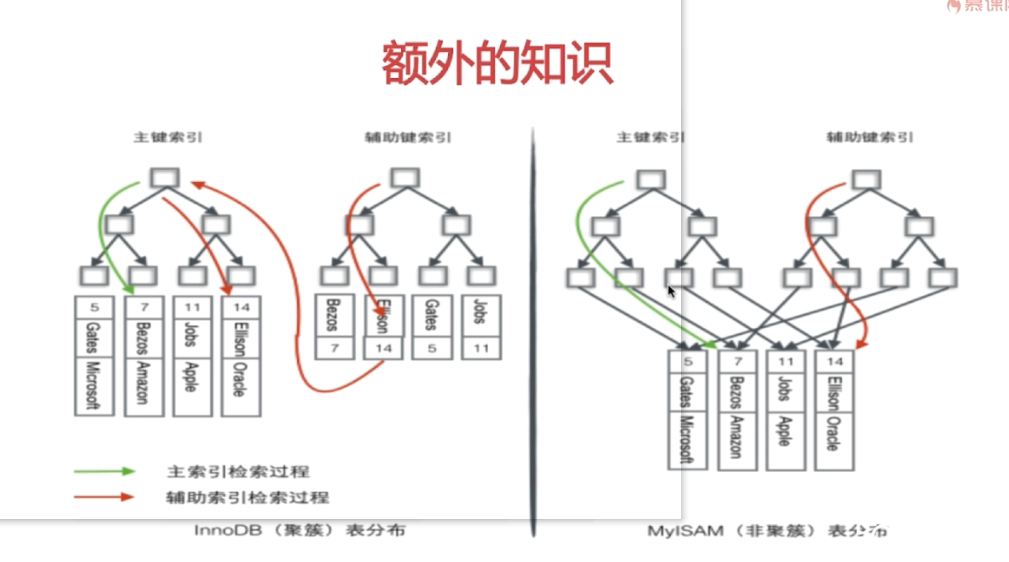 慕课
额外的知识
主键索引
辅助键索引
主键索引
辅助键索引
5
Gates Microsoft
7
Bezos Amazon
11
Jobs Apple
14
Ellison Oracle
Bezos
7
Ellison
14
Gates
5
Jobs
11
5
Gates Microsoft
7
Bezos Amazon
11
Jobs Apple
14
Ellison Oracle
主索引检索过程
辅助索引检索过程
InnoDB（聚簇）表分布
MyISAM（非聚簇）表分布